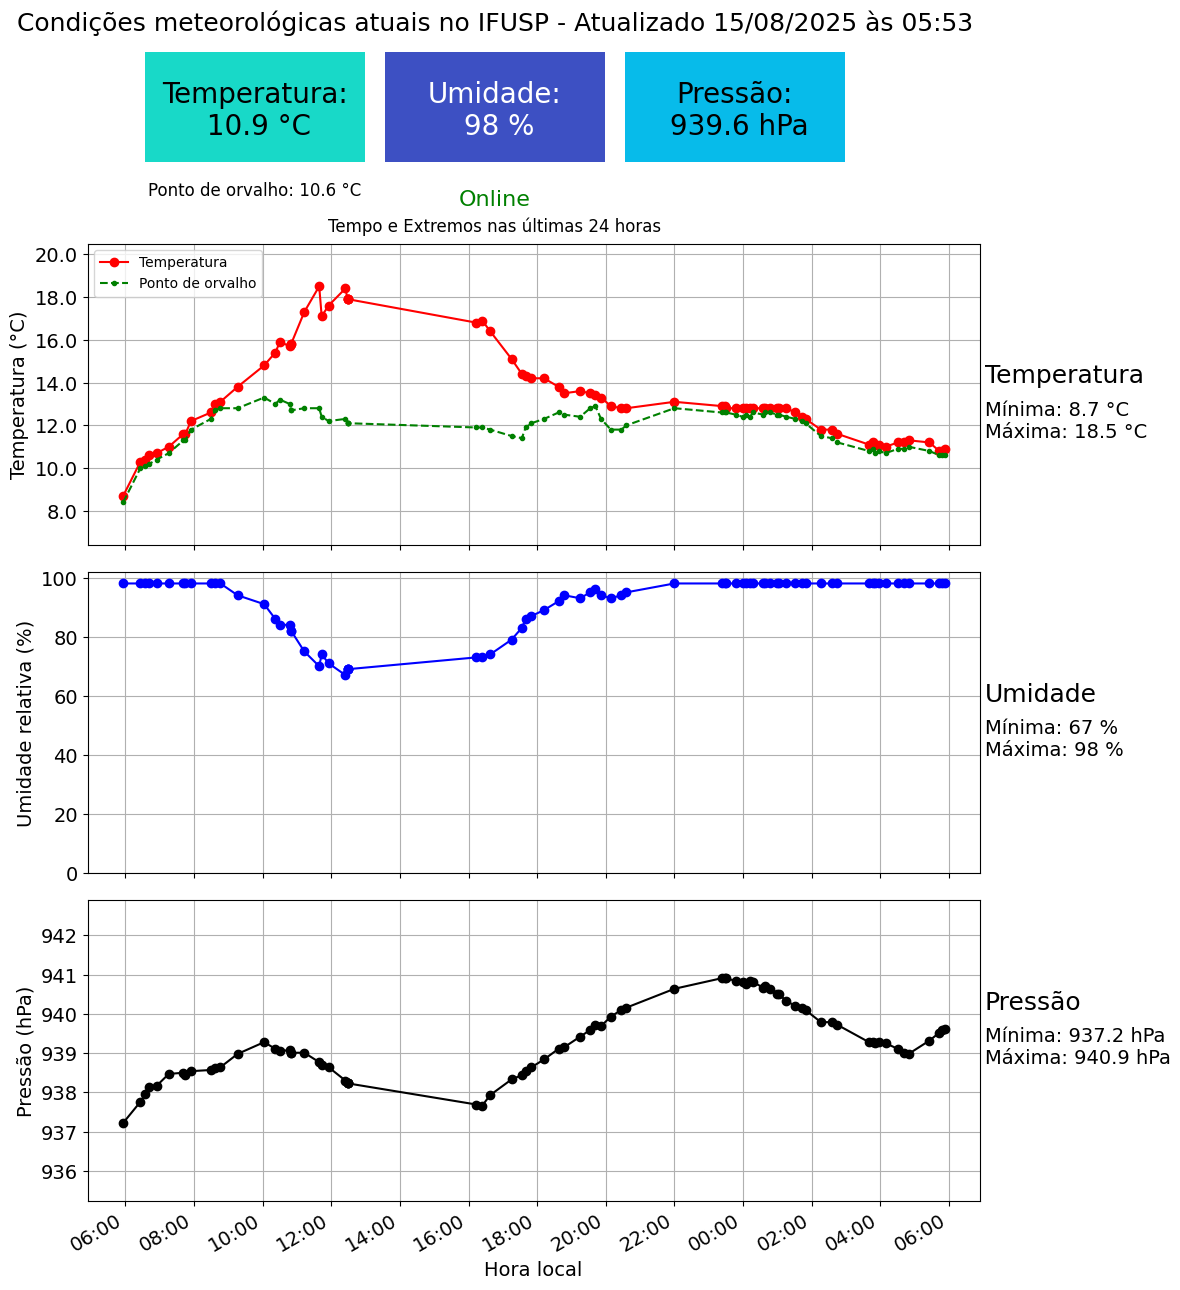 Condições meteorológicas atuais no IFUSP - Atualizado 15/08/2025 às 05:53
Temperatura:
10.9 °C
Umidade:
98 %
Pressão:
939.6 hPa
Ponto de orvalho: 10.6 °C
Online
Tempo e Extremos nas últimas 24 horas
Temperatura
Ponto de orvalho
Temperatura (°C)
20.0
18.0
16.0
14.0
12.0
10.0
8.0
Temperatura
Mínima: 8.7 °C
Máxima: 18.5 °C
Umidade relativa (%)
100
80
60
40
20
0
Umidade
Mínima: 67 %
Máxima: 98 %
Pressão (hPa)
942
941
940
939
938
937
936
Pressão
Mínima: 937.2 hPa
Máxima: 940.9 hPa
06:00 08:00 10:00 12:00 14:00 16:00 18:00 20:00 22:00 00:00 02:00 04:00 06:00
Hora local